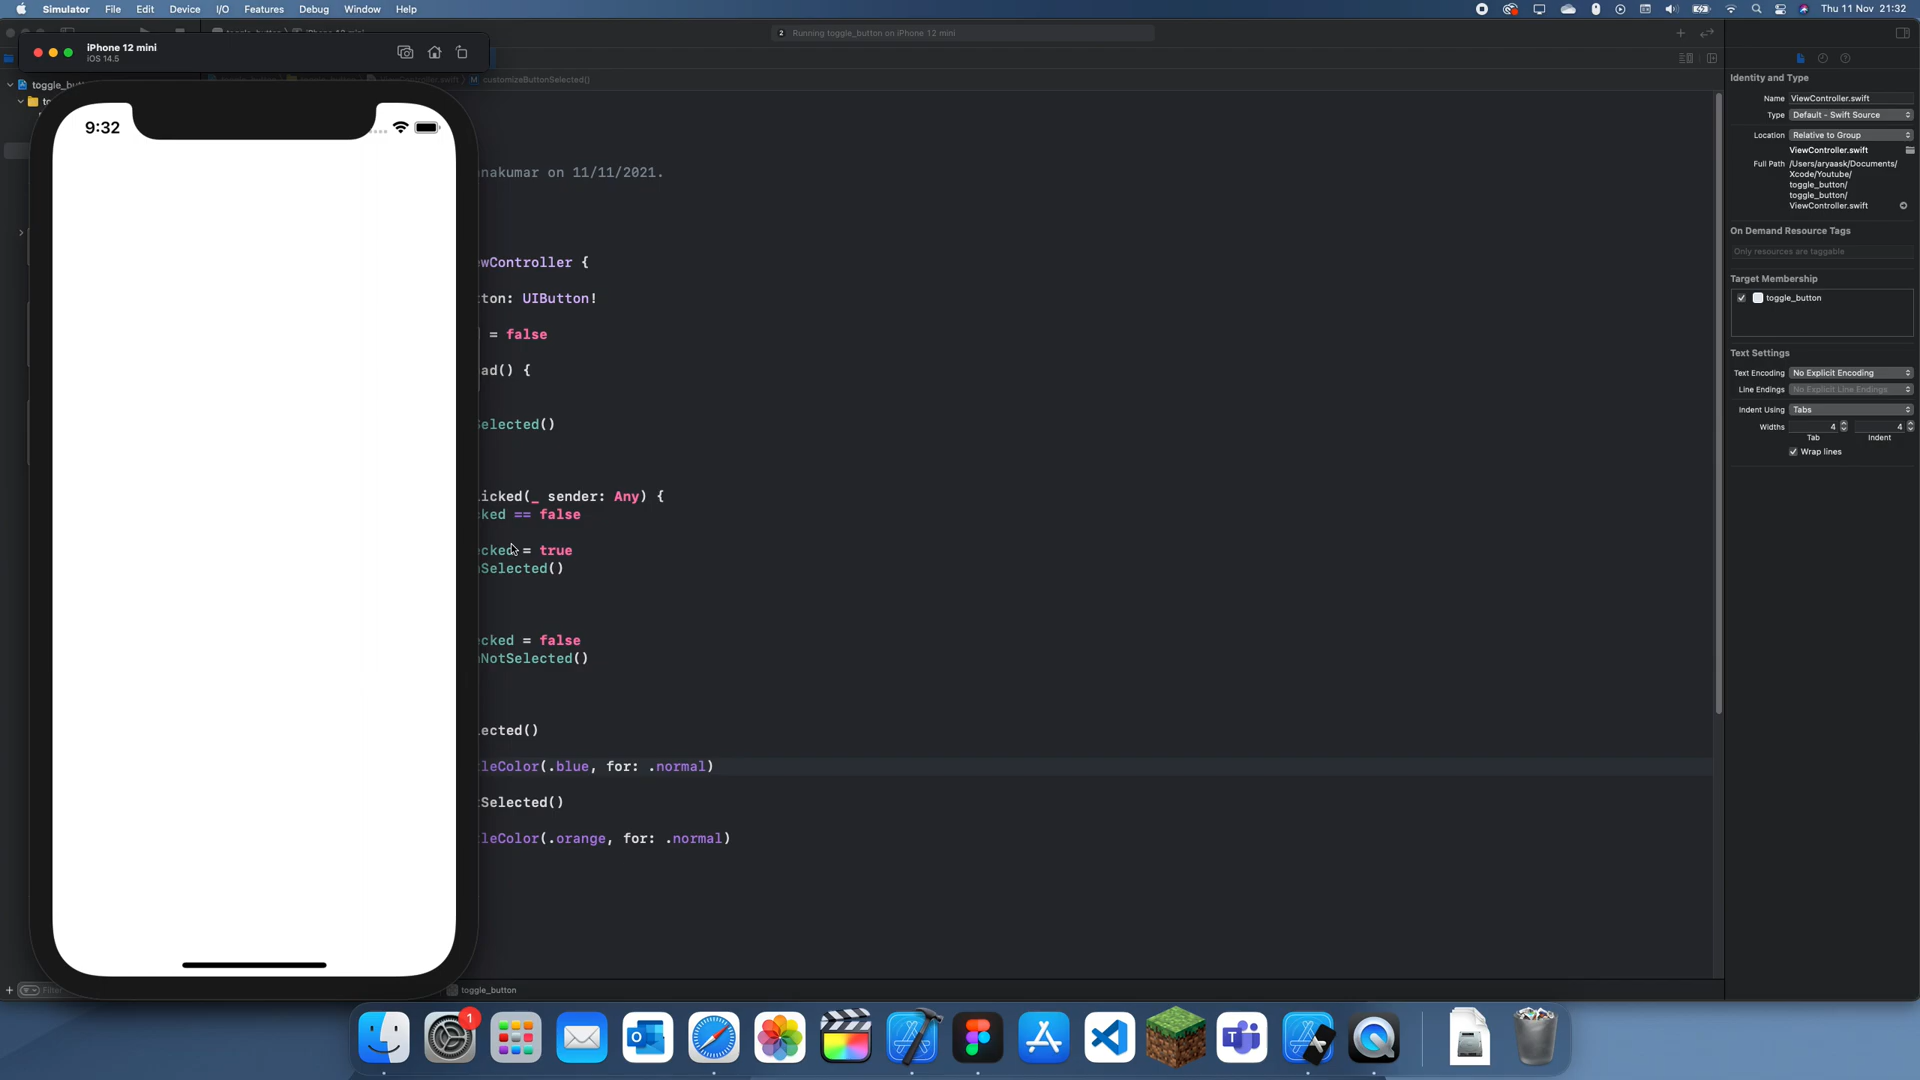 Simulator File Edit Device I/O Features Debug Window Help
Thu 11 Nov 21:32
iPhone 12 mini
iOS 14.5
2 Running toggle_button on iPhone 12 mini
customizeButtonSelected()
9:32
nakumar on 11/11/2021.
wController {
ton: UIButton!
= false
ad() {
Selected()
icked(_ sender: Any) {
cked == false
ecked = true
Selected()
ecked = false
NotSelected()
lected()
leColor(.blue, for: .normal)
tSelected()
leColor(.orange, for: .normal)
Filter
toggle_button
Identity and Type
Name ViewController.swift
Type Default - Swift Source
Location Relative to Group
ViewController.swift
Full Path /Users/aryaask/Documents/
Xcode/Youtube/
toggle_button/
toggle_button/
ViewController.swift
On Demand Resource Tags
Only resources are taggable
Target Membership
toggle_button
Text Settings
Text Encoding No Explicit Encoding
Line Endings No Explicit Line Endings
Indent Using Tabs
Widths 4 4
Tab Indent
Wrap lines
1